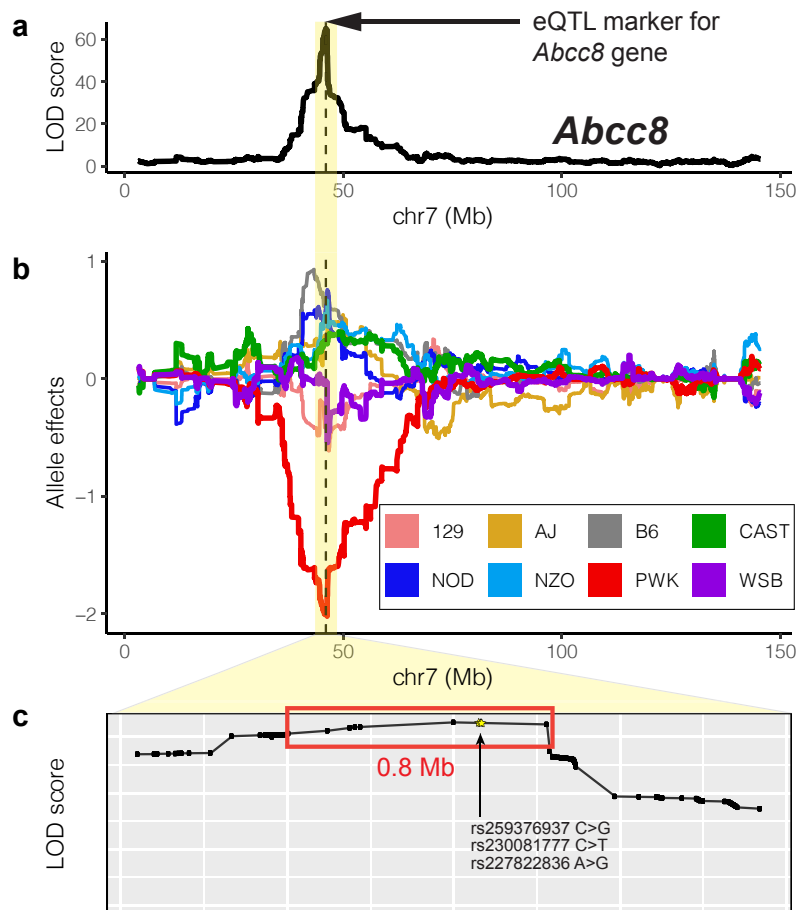 a
eQTL marker for
Abcc8 gene
Abcc8
LOD score
60
40
20
0
0
50
100
150
chr7 (Mb)
b
Allele effects
1
0
−1
−2
129
AJ
B6
CAST
NOD
NZO
PWK
WSB
0
50
100
150
chr7 (Mb)
c
LOD score
0.8 Mb
rs259376937 C>G
rs230081777 C>T
rs227822836 A>G